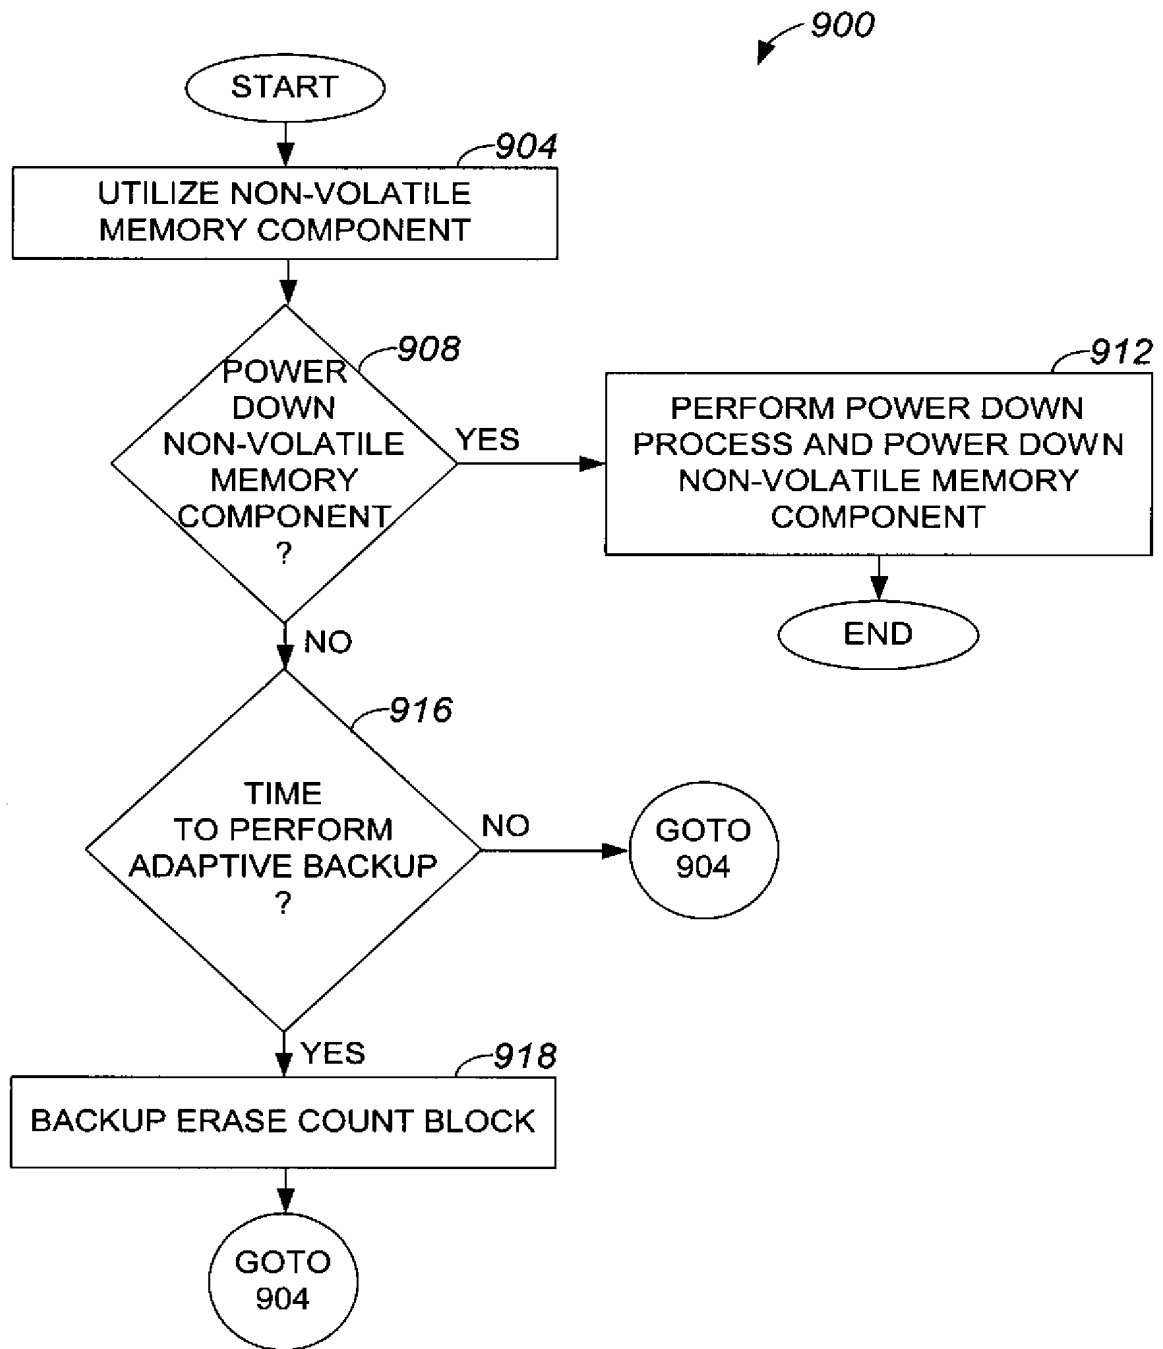 900
START
904
UTILIZE NON-VOLATILE
MEMORY COMPONENT
908
POWER
DOWN
NON-VOLATILE
MEMORY
COMPONENT
?
YES
912
PERFORM POWER DOWN
PROCESS AND POWER DOWN
NON-VOLATILE MEMORY
COMPONENT
END
NO
916
TIME
TO PERFORM
ADAPTIVE BACKUP
?
NO
GOTO
904
YES
918
BACKUP ERASE COUNT BLOCK
GOTO
904